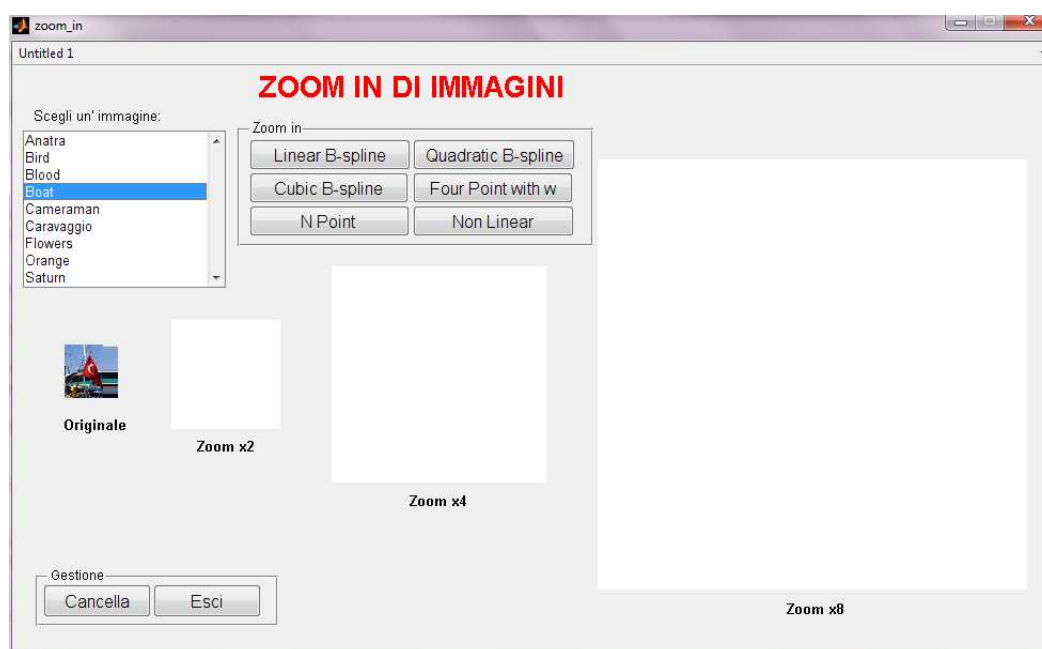 zoom_in
Untitled 1
ZOOM IN DI IMMAGINI
Scegli un' immagine:
Anatra
Bird
Blood
Boat
Cameraman
Caravaggio
Flowers
Orange
Saturn
Zoom in
Linear B-spline
Quadratic B-spline
Cubic B-spline
Four Point with w
N Point
Non Linear
Originale
Zoom x2
Zoom x4
Zoom x8
Gestione
Cancella
Esci